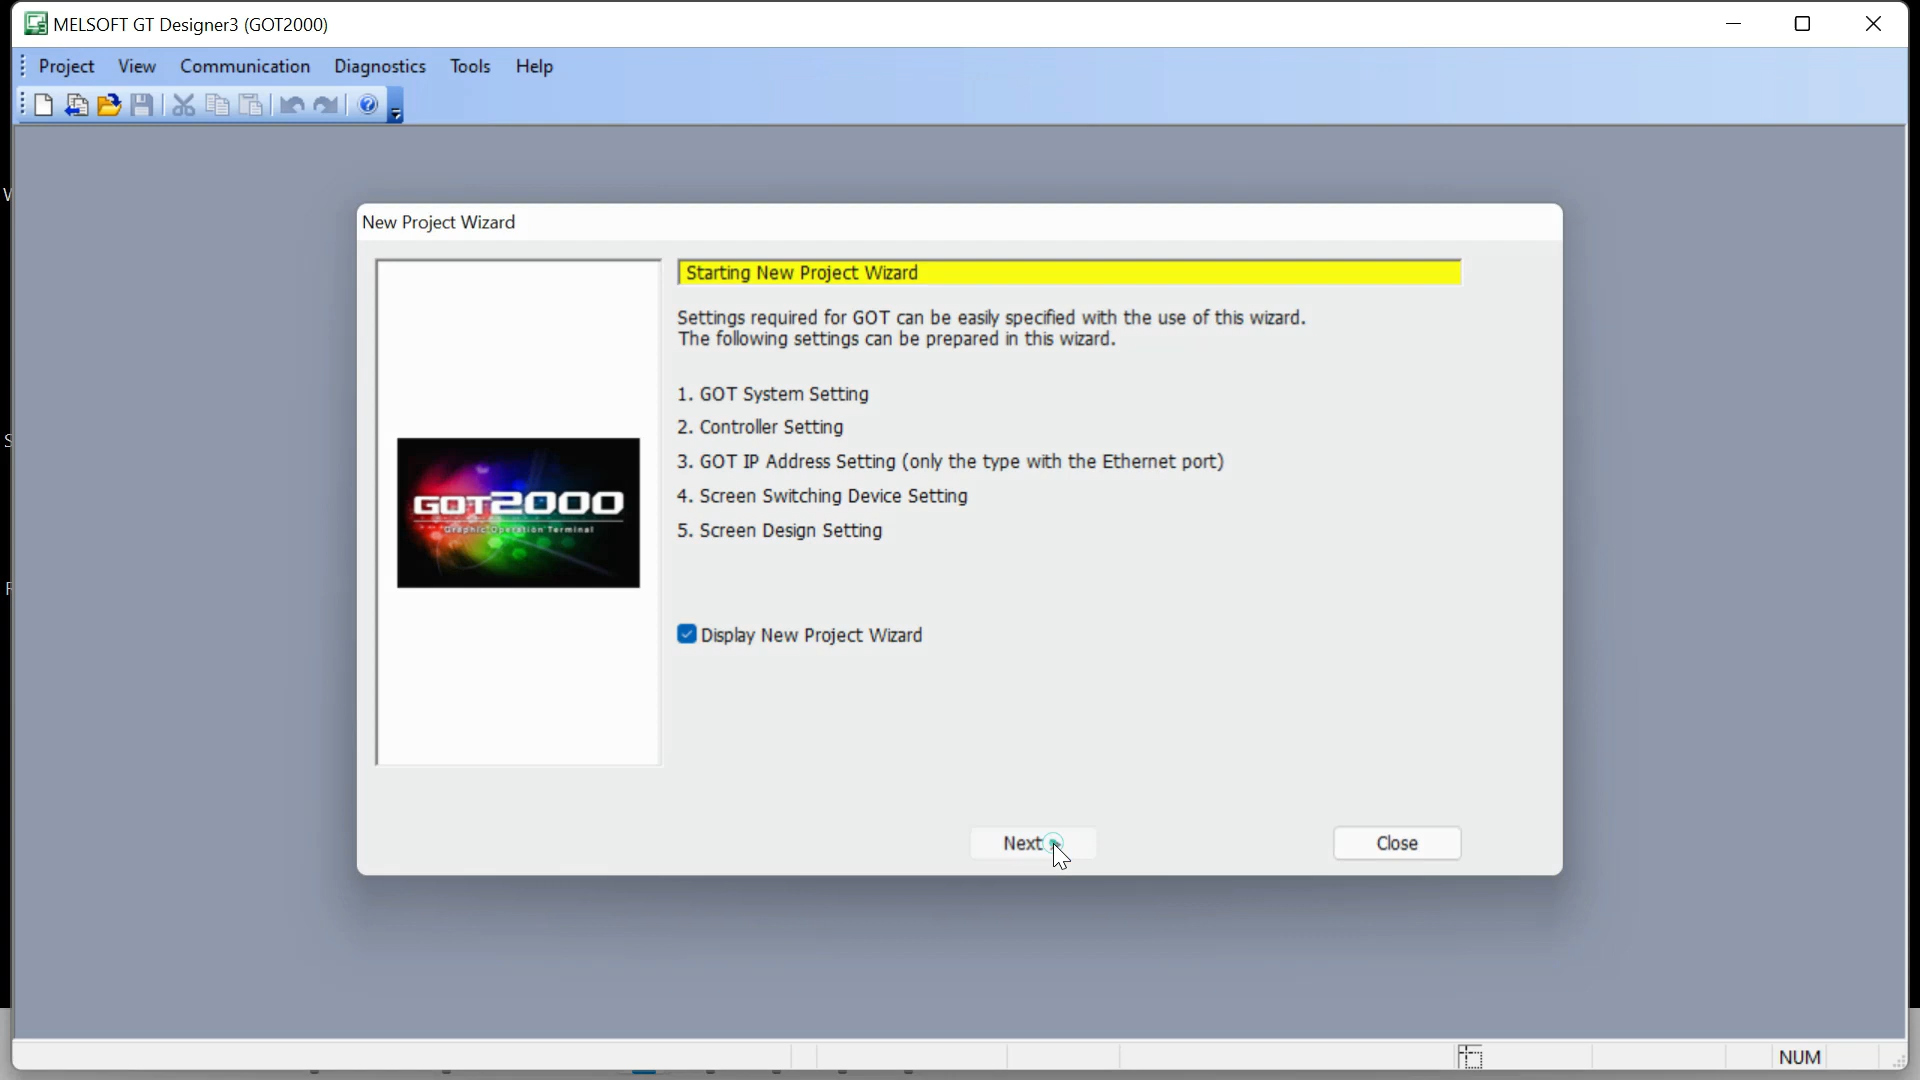 MELSOFT GT Designer3 (GOT2000)
Project View Communication Diagnostics Tools Help
New Project Wizard
Starting New Project Wizard
Settings required for GOT can be easily specified with the use of this wizard.
The following settings can be prepared in this wizard.
1. GOT System Setting
2. Controller Setting
3. GOT IP Address Setting (only the type with the Ethernet port)
4. Screen Switching Device Setting
5. Screen Design Setting
GOT2000
Graphic Operation Terminal
Display New Project Wizard
Next
Close
NUM